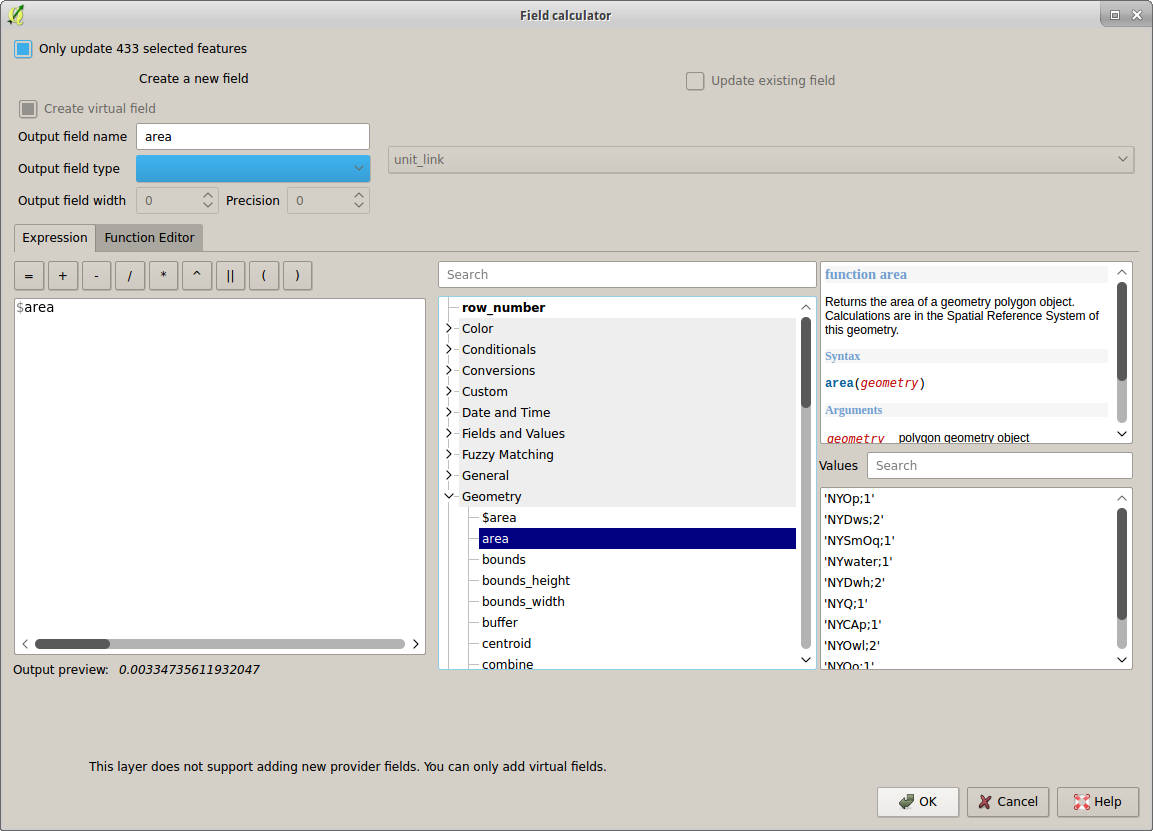 Field calculator
Only update 433 selected features
Create a new field
Update existing field
Create virtual field
Output field name area
unit_link
Output field type
Output field width 0 Precision 0
Expression Function Editor
= + - / * ^ || ( )
$area
Output preview: 0.00334735611932047
Search
row_number
Color
Conditionals
Conversions
Custom
Date and Time
Fields and Values
Fuzzy Matching
General
Geometry
$area
area
bounds
bounds_height
bounds_width
buffer
centroid
combine
function area
Returns the area of a geometry polygon object.
Calculations are in the Spatial Reference System of
this geometry.
Syntax
area(geometry)
Arguments
geometry polygon geometry object
Values Search
'NYOp;1'
'NYDws;2'
'NYSmOq;1'
'NYwater;1'
'NYDwh;2'
'NYQ;1'
'NYCAp;1'
'NYOwl;2'
'NYOo;1'
This layer does not support adding new provider fields. You can only add virtual fields.
OK Cancel Help